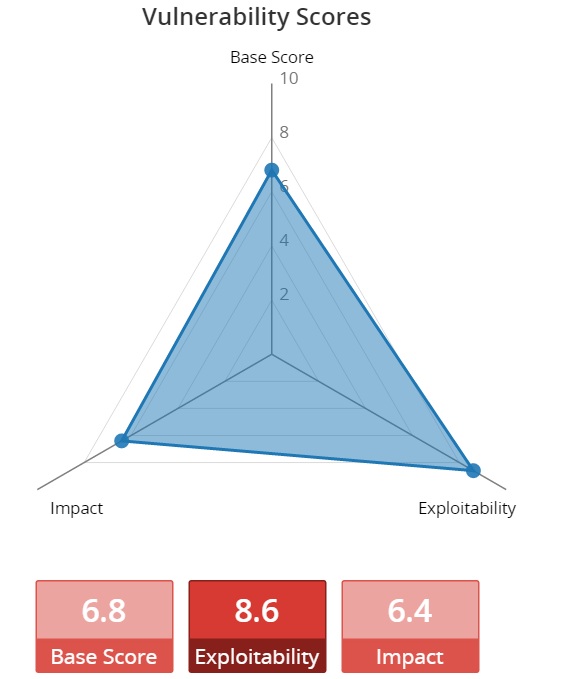 Vulnerability Scores
Base Score
10
8
6
4
2
Impact
Exploitability
6.8
8.6
6.4
Base Score
Exploitability
Impact